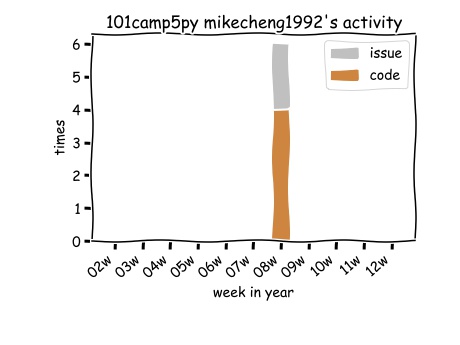 101camp5py mikecheng1992's activity
issue
code
times
6
5
4
3
2
1
0
02w 03w 04w 05w 06w 07w 08w 09w 10w 11w 12w
week in year